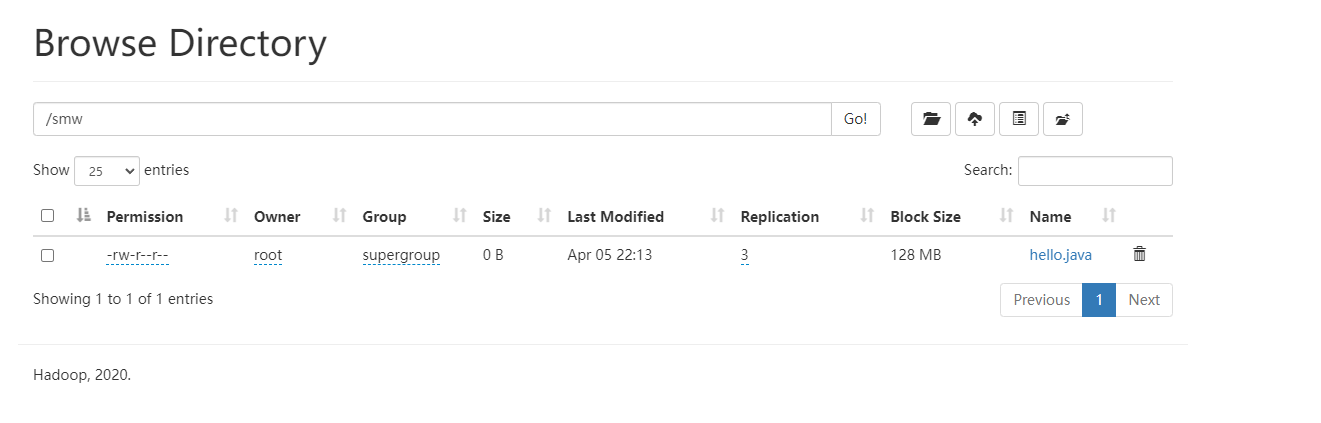 Browse Directory
/smw Go!
Show 25 entries Search:
Permission Owner Group Size Last Modified Replication Block Size Name
-rw-r--r-- root supergroup 0 B Apr 05 22:13 3 128 MB hello.java
Showing 1 to 1 of 1 entries Previous 1 Next
Hadoop, 2020.